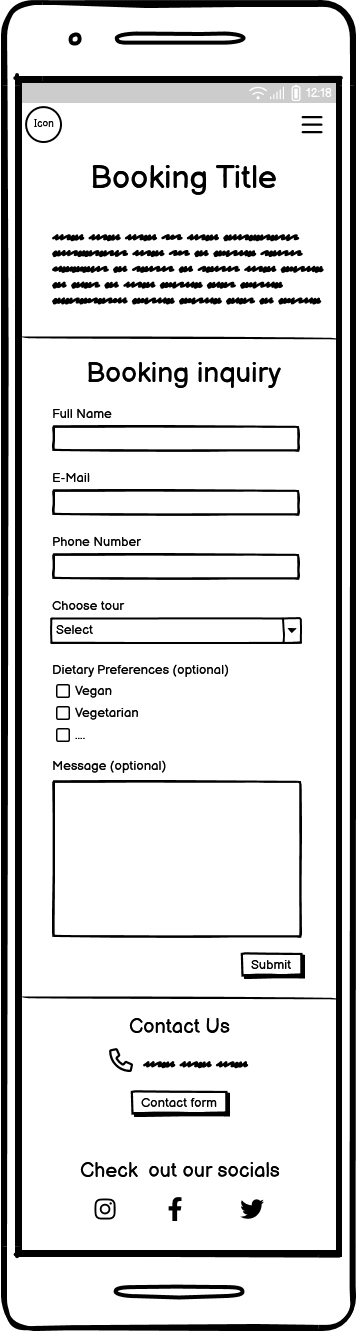 12:18
Icon
Booking Title
Booking inquiry
Full Name
E-Mail
Phone Number
Choose tour
Select
Dietary Preferences (optional)
Vegan
Vegetarian
....
Message (optional)
Submit
Contact Us
Contact form
Check out our socials